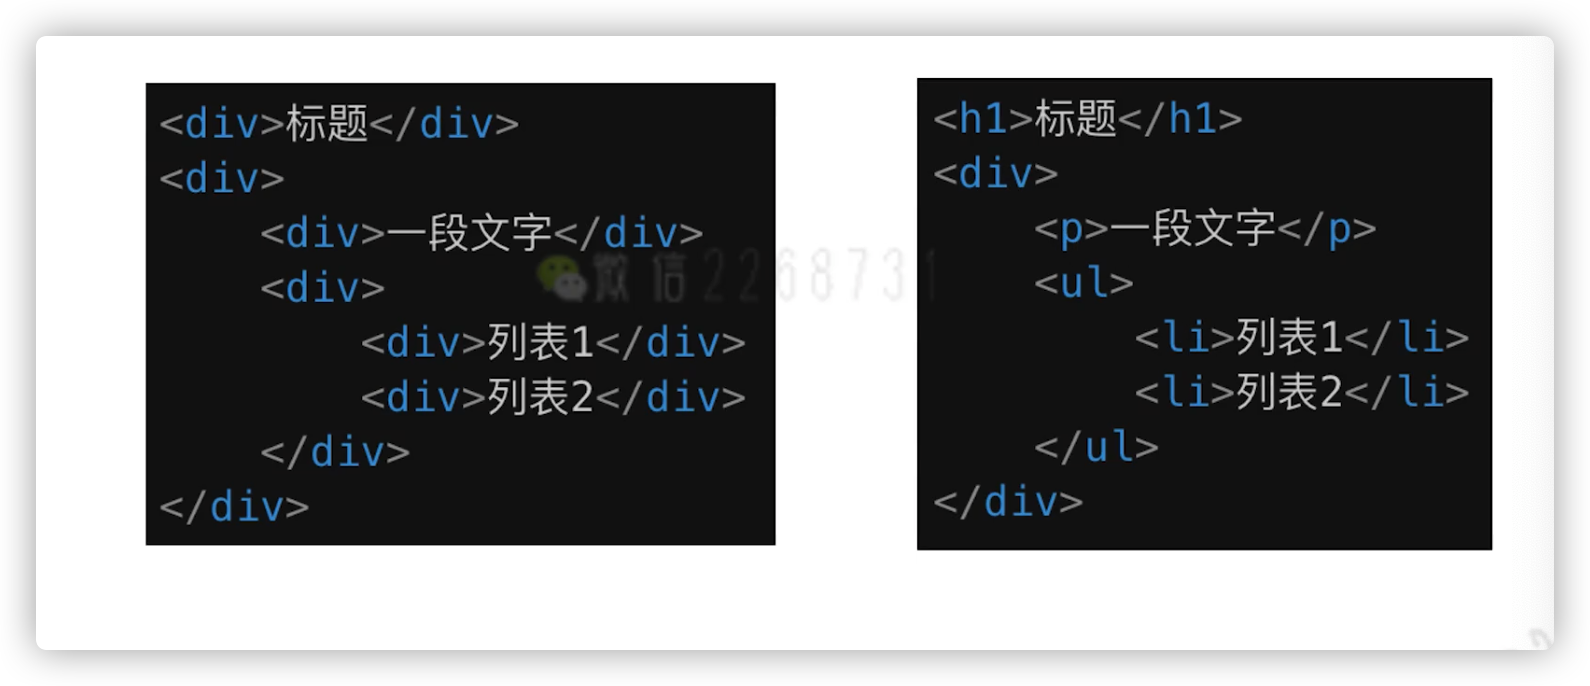 <div>标题</div>
<div>
<div>一段文字</div>
<div>
<div>列表1</div>
<div>列表2</div>
</div>
</div>
<h1>标题</h1>
<div>
<p>一段文字</p>
<ul>
<li>列表1</li>
<li>列表2</li>
</ul>
</div>
微信2268731